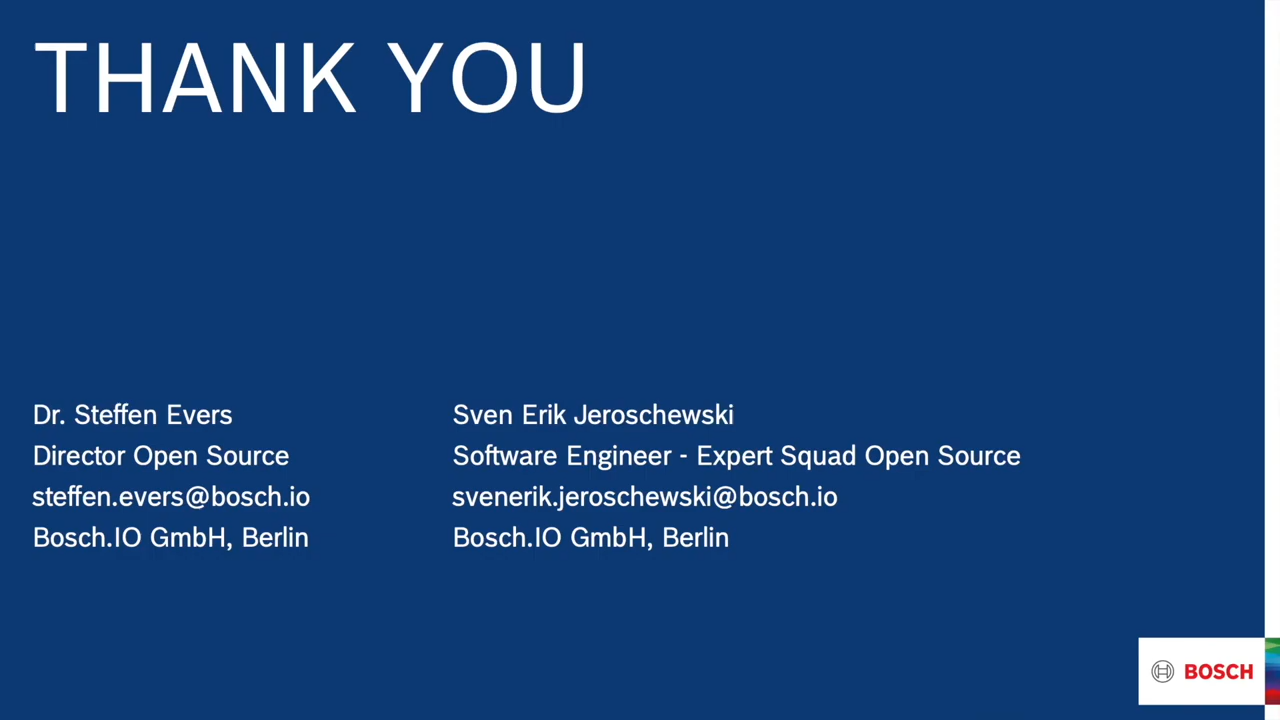 THANK YOU
Dr. Steffen Evers
Director Open Source
steffen.evers@bosch.io
Bosch.IO GmbH, Berlin
Sven Erik Jeroschewski
Software Engineer - Expert Squad Open Source
svenerik.jeroschewski@bosch.io
Bosch.IO GmbH, Berlin
BOSCH